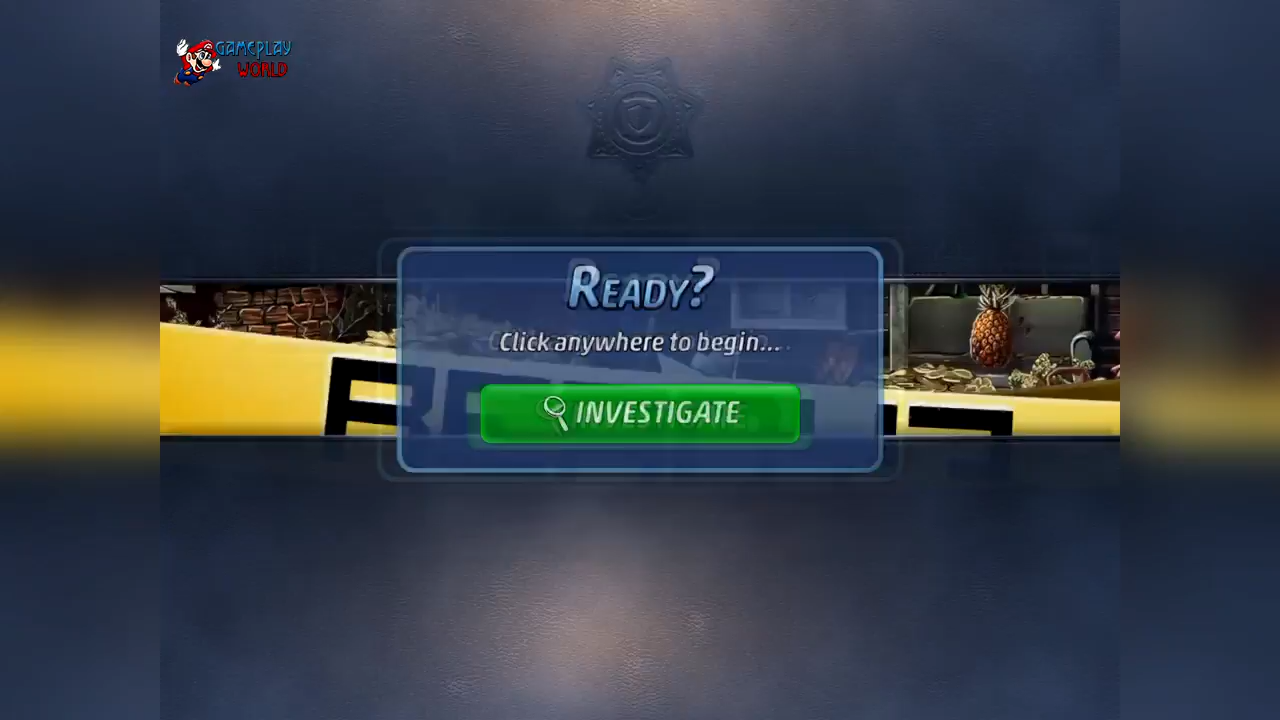 GAMEPLAY
WORLD
READY?
Click anywhere to begin...
INVESTIGATE